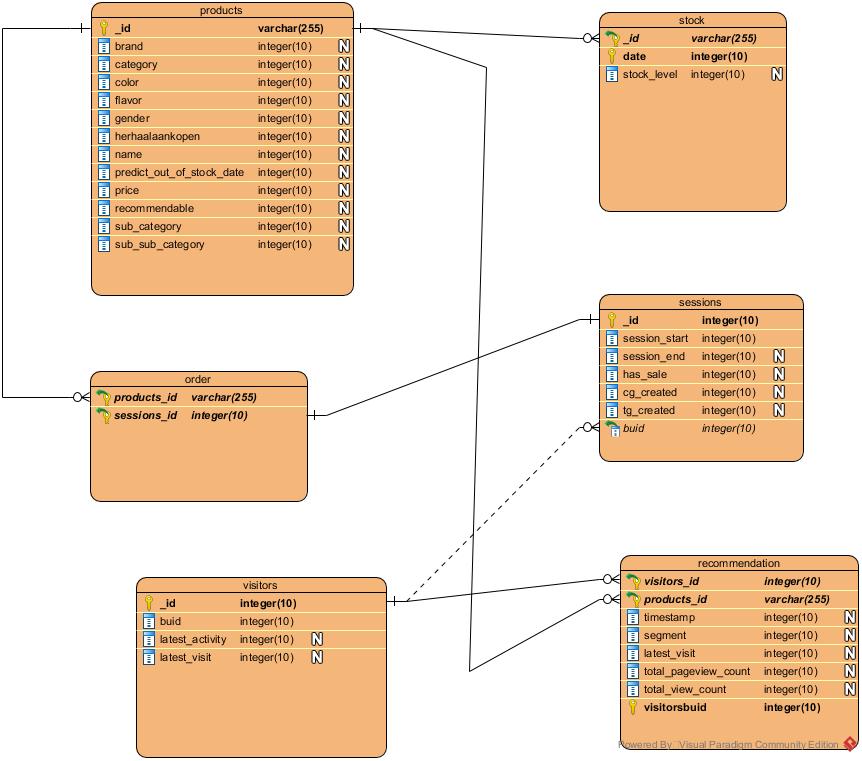 products
_id varchar(255)
brand integer(10) N
category integer(10) N
color integer(10) N
flavor integer(10) N
gender integer(10) N
herhaalaankopen integer(10) N
name integer(10) N
predict_out_of_stock_date integer(10) N
price integer(10) N
recommendable integer(10) N
sub_category integer(10) N
sub_sub_category integer(10) N
stock
_id varchar(255)
date integer(10)
stock_level integer(10) N
sessions
_id integer(10)
session_start integer(10)
session_end integer(10) N
has_sale integer(10) N
cg_created integer(10) N
tg_created integer(10) N
buid integer(10)
order
products_id varchar(255)
sessions_id integer(10)
visitors
_id integer(10)
buid integer(10)
latest_activity integer(10) N
latest_visit integer(10) N
recommendation
visitors_id integer(10)
products_id varchar(255)
timestamp integer(10) N
segment integer(10) N
latest_visit integer(10) N
total_pageview_count integer(10) N
total_view_count integer(10) N
visitorsbuid integer(10)
Powered By Visual Paradigm Community Edition